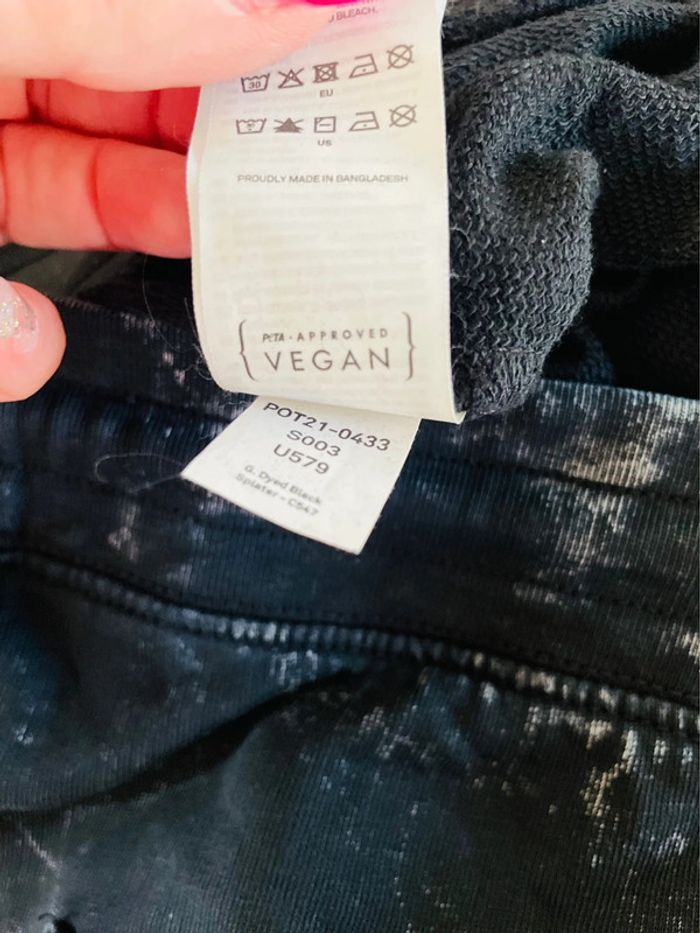 BLEACH.
30
EU
US
PROUDLY MADE IN BANGLADESH
PETA - APPROVED
VEGAN
POT21-0433
S003
U579
G. Dyed Black
Splater - C547